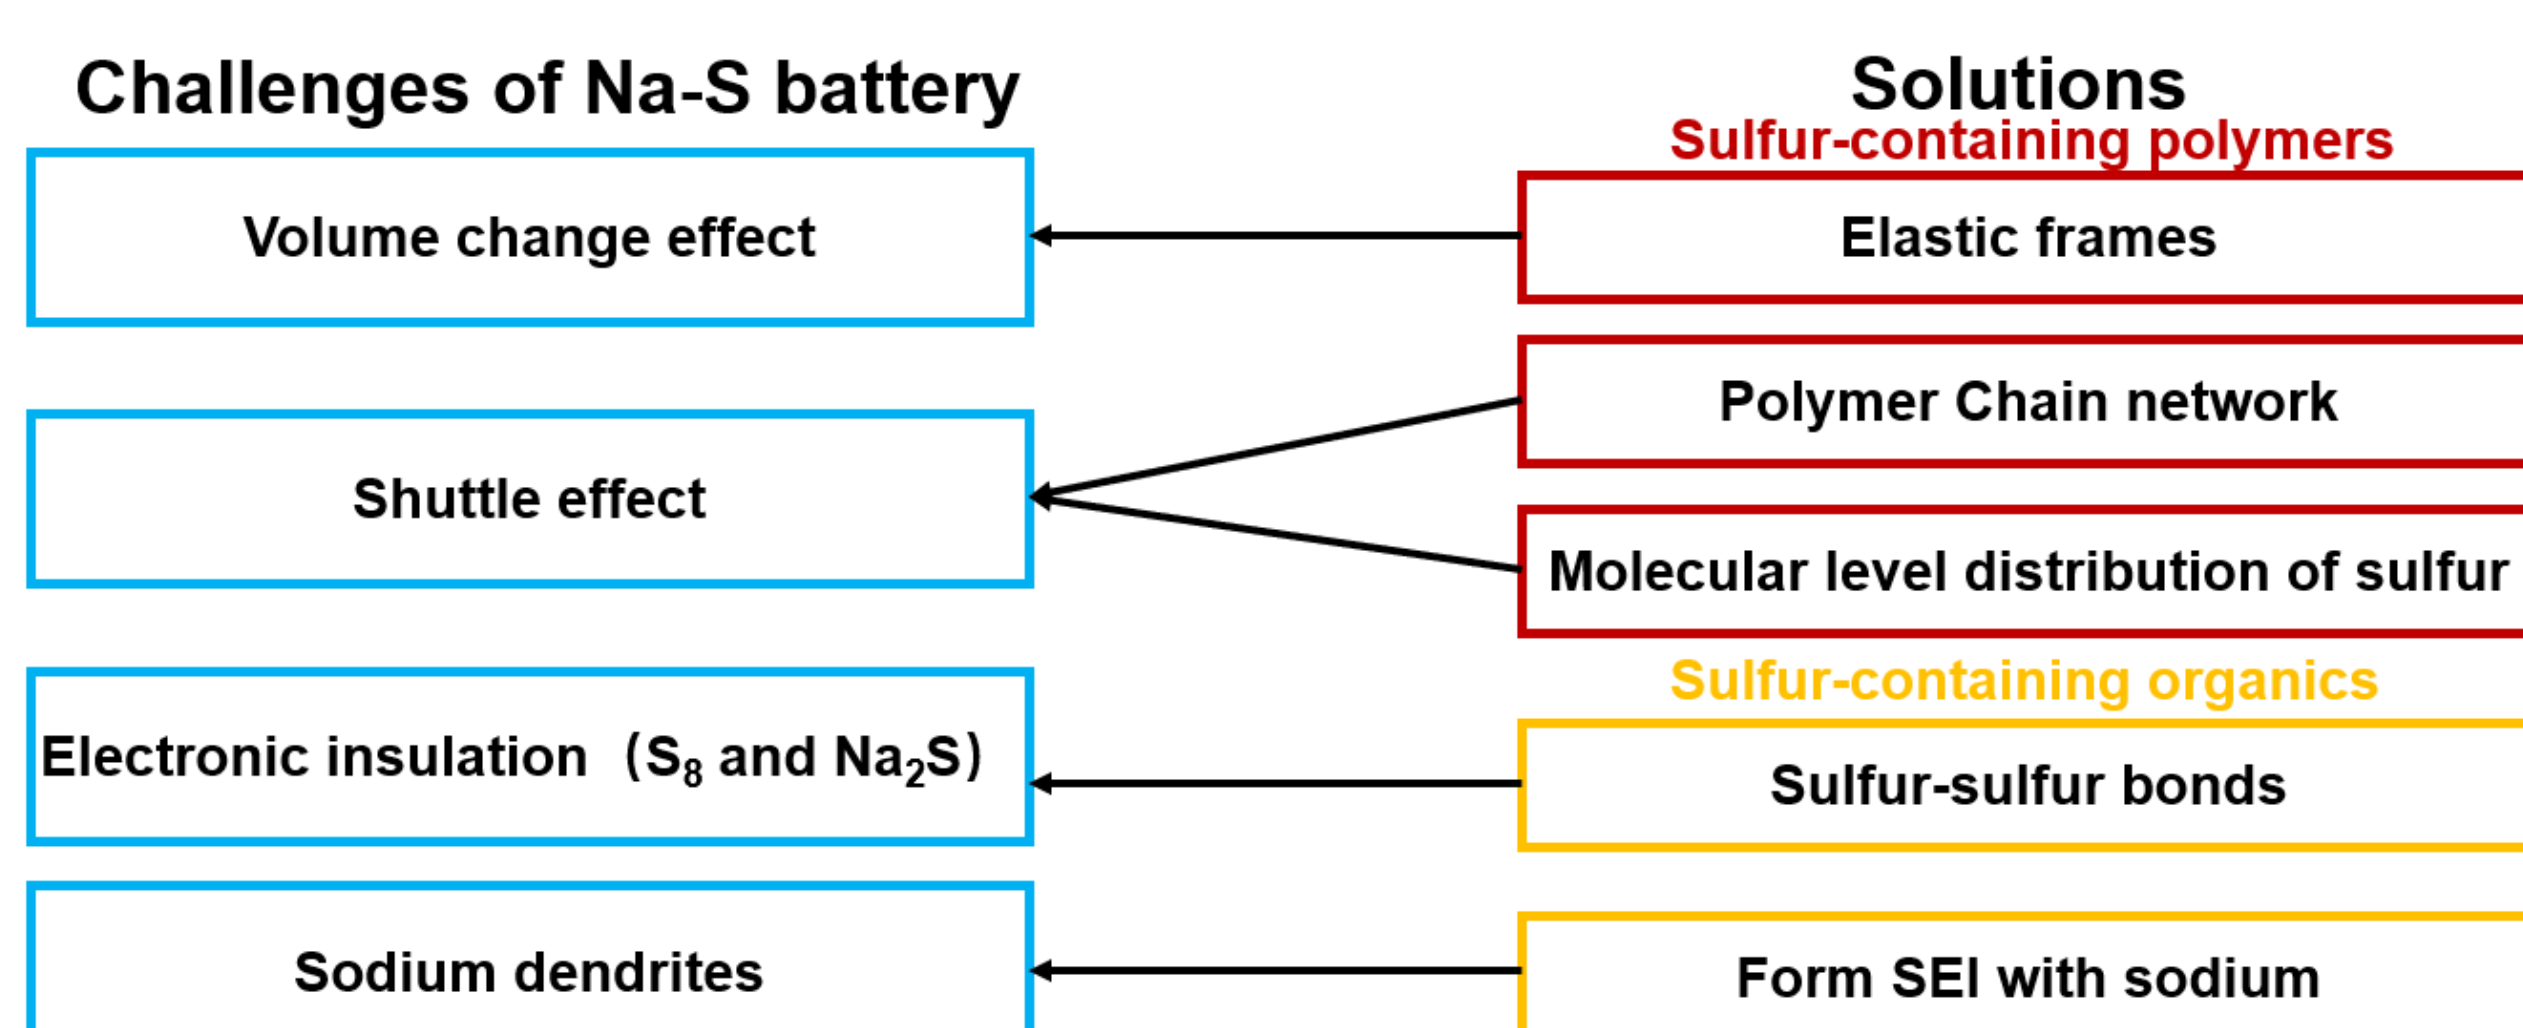 Challenges of Na-S battery
Solutions
Sulfur-containing polymers
Volume change effect
Elastic frames
Polymer Chain network
Shuttle effect
Molecular level distribution of sulfur
Sulfur-containing organics
Electronic insulation（S₈ and Na₂S）
Sulfur-sulfur bonds
Sodium dendrites
Form SEI with sodium